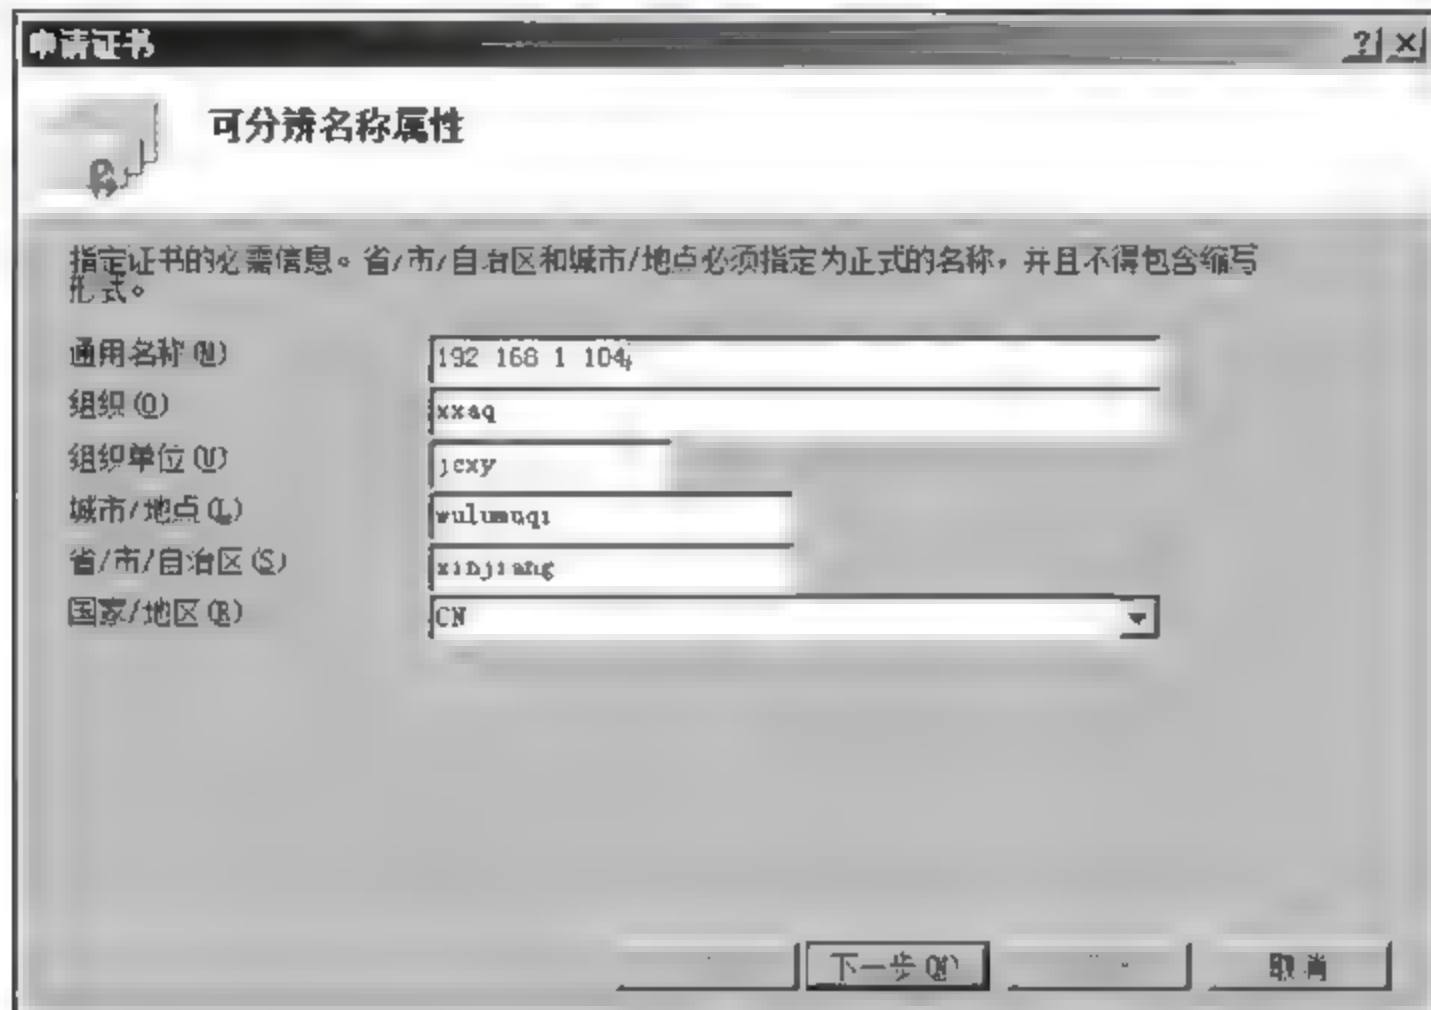 申请证书
可分辨名称属性
指定证书的必需信息。省/市/自治区和城市/地点必须指定为正式的名称，并且不得包含缩写
形式。
通用名称(M) 192 168 1 104
组织(O) xxaq
组织单位(U) jcxy
城市/地点(L) wulumuqi
省/市/自治区(S) xinjiang
国家/地区(R) CN
下一步(N) 取消